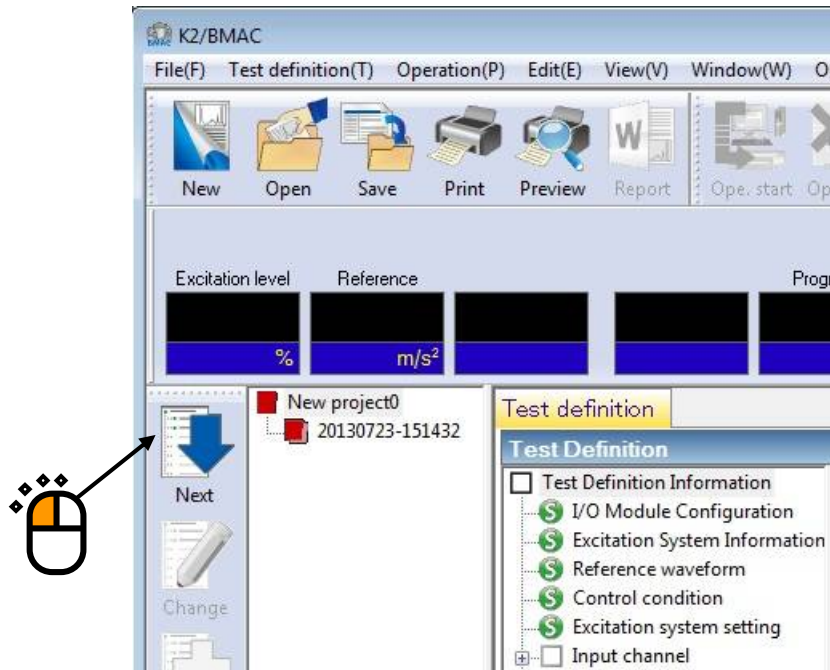 K2/BMAC
File(F) Test definition(T) Operation(P) Edit(E) View(V) Window(W)
New Open Save Print Preview Report Ope. start
Excitation level Reference
% m/s²
New project0
20130723-151432
Next
Change
Test definition
Test Definition
Test Definition Information
I/O Module Configuration
Excitation System Information
Reference waveform
Control condition
Excitation system setting
Input channel